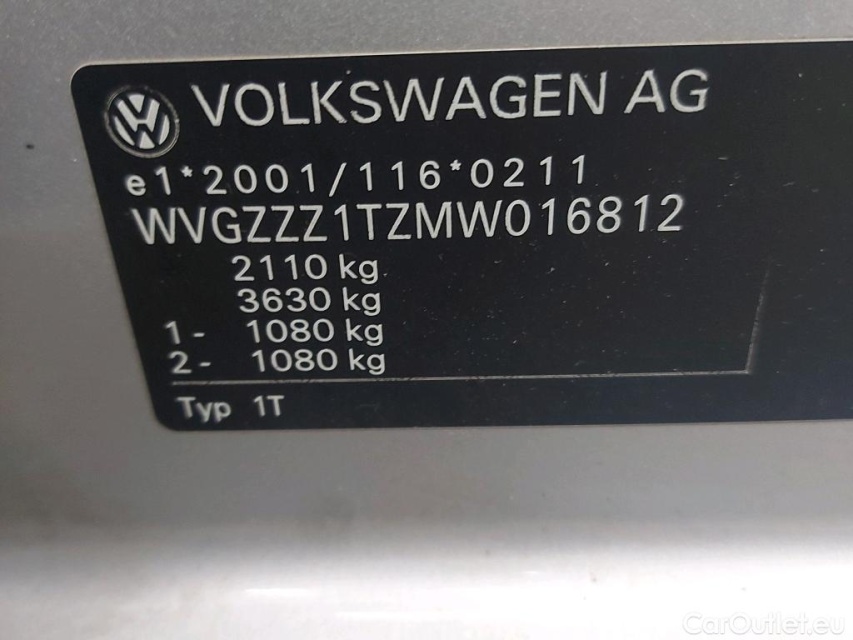 VOLKSWAGEN AG
e1*2001/116*0211
WVGZZZ1TZMW016812
2110 kg
3630 kg
1- 1080 kg
2- 1080 kg
Typ 1T
CarOutlet.eu